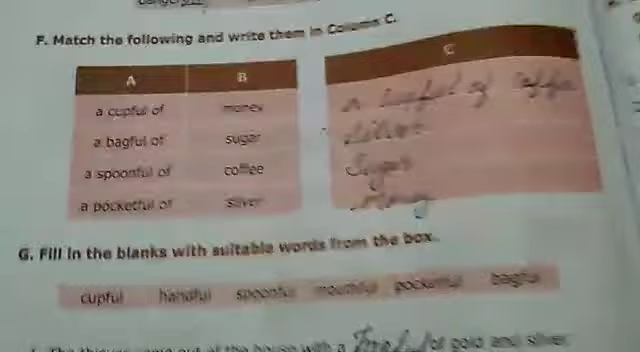 F. Match the following and write them in Column C.
A B C
a cupful of money a cupful of coffe
a bagful of sugar silver
a spoonful of coffee Sugar
a pocketful of silver Money
G. Fill in the blanks with suitable words from the box.
cupful handful spoonful mouthful pocketful bagful
1. The thieves came out of the house with a of gold and silver.